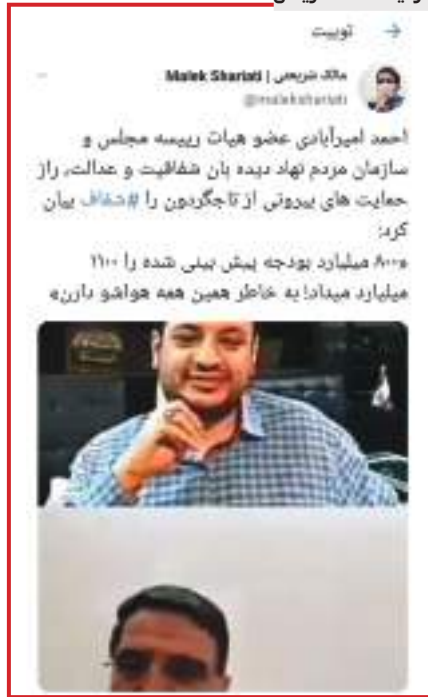 توییت
مالک شریعتی | Malek Shariati
@malekshariati
احمد امیرآبادی عضو هیات رییسه مجلس و
سازمان مردم نهاد دیده بان شفافیت و عدالت، راز
حمایت های بیرونی از تاجگردون را #شفاف بیان
کرد:
«۸۰۰ میلیارد بودجه پیش بینی شده را ۱۱۰۰
میلیارد میداد! به خاطر همین همه هواشو دارن»